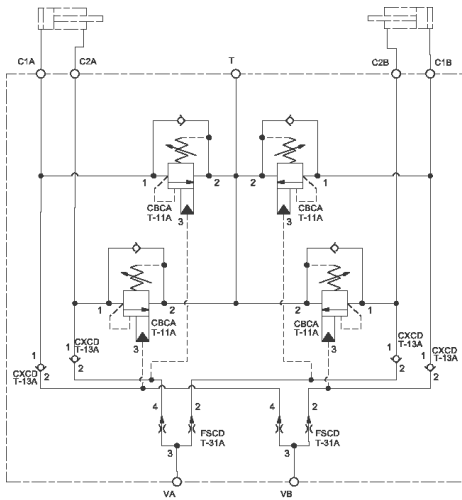 C1A C2A T C2B C1B
1 2 2 1
CBCA
T-11A
3
3
CBCA
T-11A
1 2 2 1
CBCA
T-11A
3
3
CBCA
T-11A
1
CXCD
T-13A
2
1
CXCD
T-13A
2
CXCD
T-13A
1
2
1
CXCD
T-13A
2
4 2
FSCD
T-31A
3
4 2
FSCD
T-31A
3
VA VB